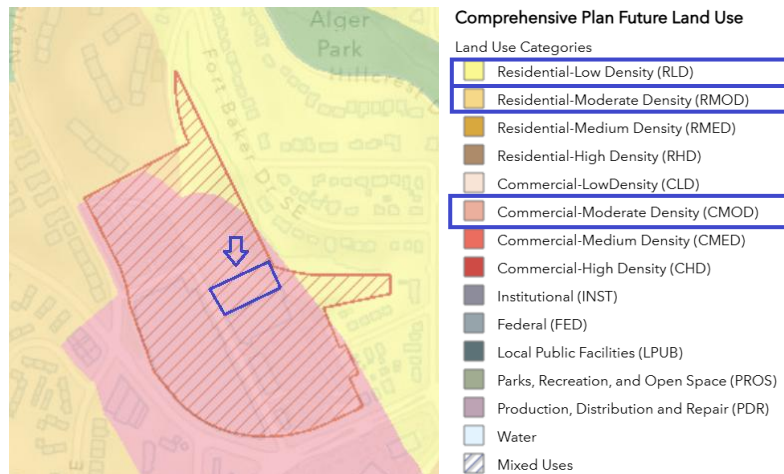 Alger
Park
Hillcrest
Fort Baker Dr SE
Comprehensive Plan Future Land Use
Land Use Categories
Residential-Low Density (RLD)
Residential-Moderate Density (RMOD)
Residential-Medium Density (RMED)
Residential-High Density (RHD)
Commercial-LowDensity (CLD)
Commercial-Moderate Density (CMOD)
Commercial-Medium Density (CMED)
Commercial-High Density (CHD)
Institutional (INST)
Federal (FED)
Local Public Facilities (LPUB)
Parks, Recreation, and Open Space (PROS)
Production, Distribution and Repair (PDR)
Water
Mixed Uses